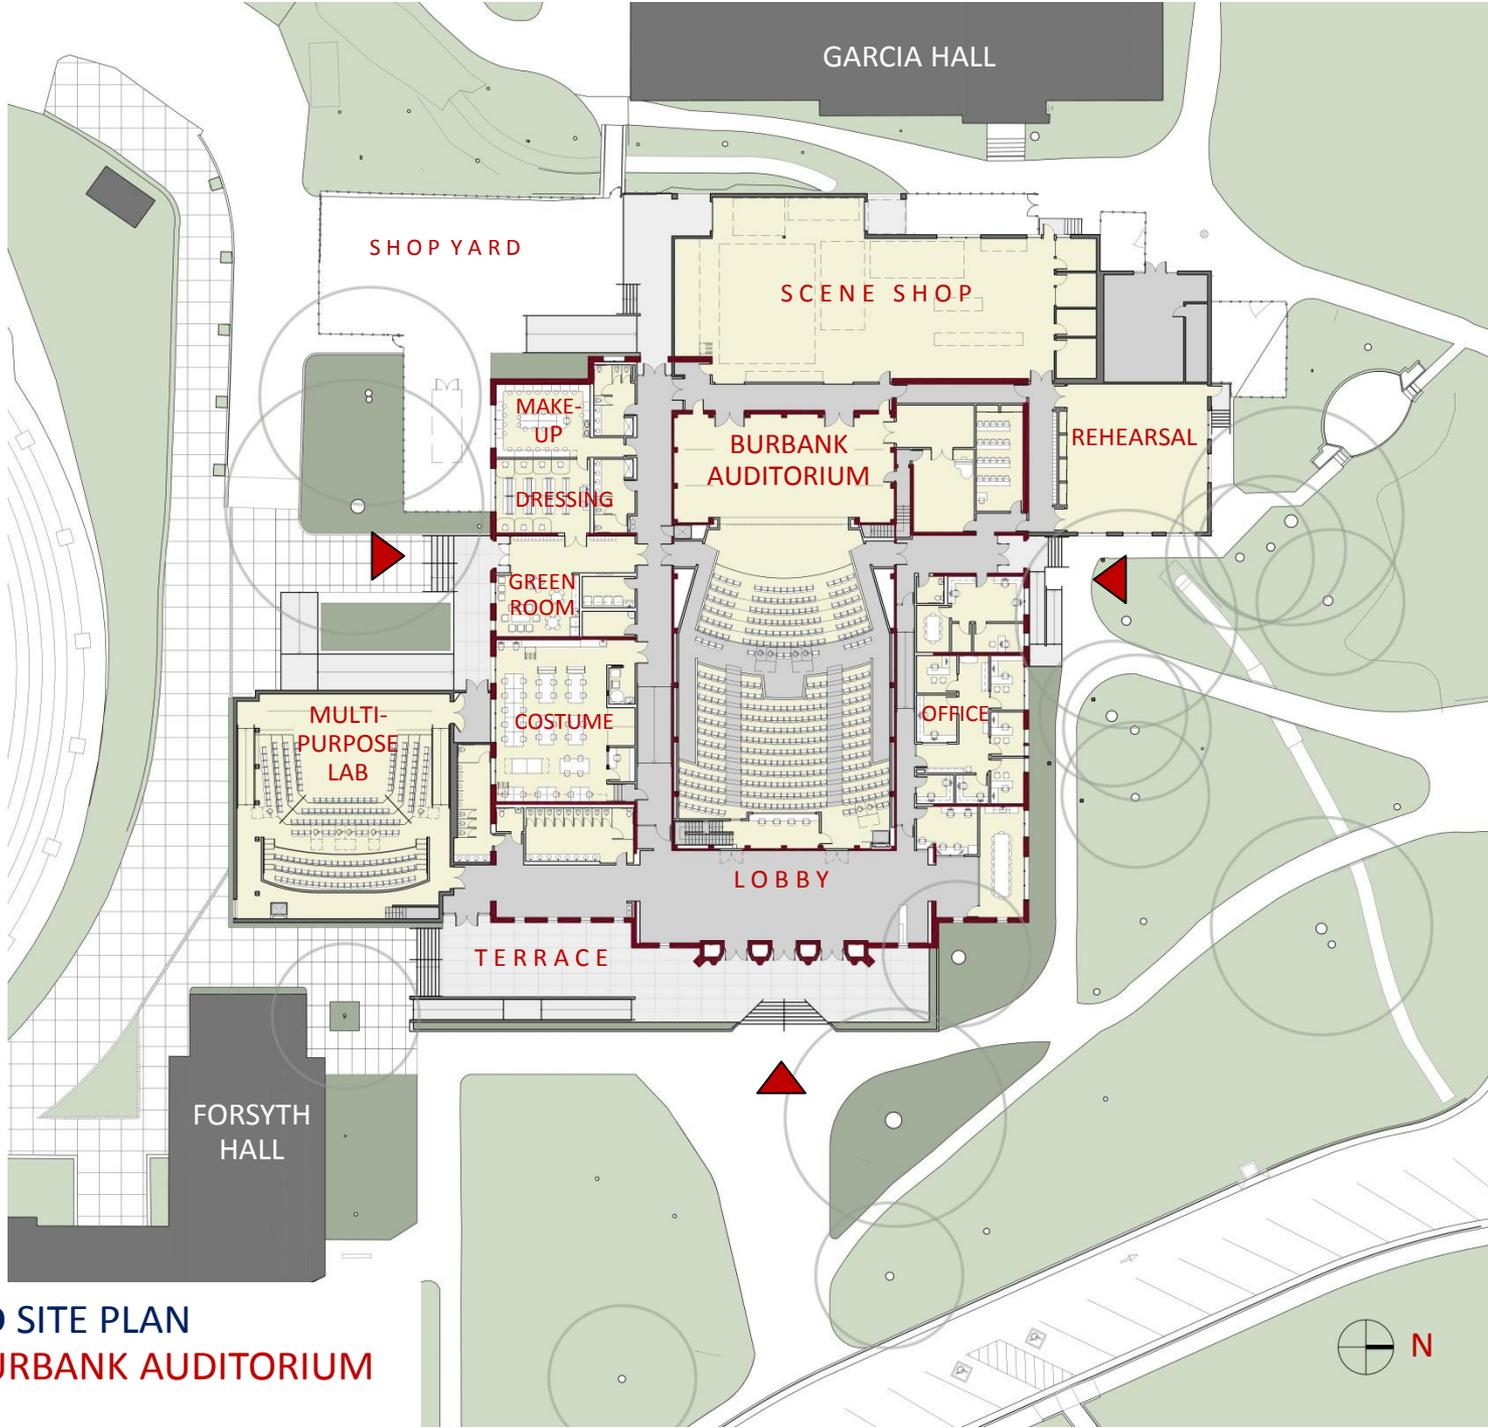 GARCIA HALL
SHOP YARD
SCENE SHOP
MAKE-
UP
BURBANK
AUDITORIUM
REHEARSAL
DRESSING
GREEN
ROOM
MULTI-
PURPOSE
LAB
COSTUME
OFFICE
LOBBY
TERRACE
FORSYTH
HALL
SITE PLAN
URBANK AUDITORIUM
N